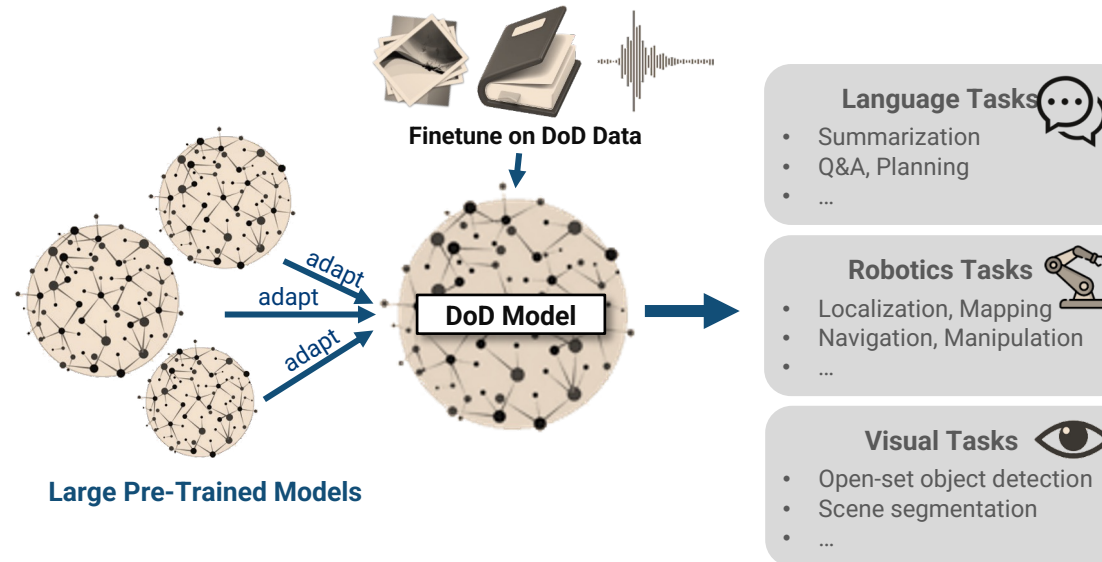 Finetune on DoD Data
adapt
adapt
adapt
DoD Model
Large Pre-Trained Models
Language Tasks
• Summarization
• Q&A, Planning
• …
Robotics Tasks
• Localization, Mapping
• Navigation, Manipulation
• …
Visual Tasks
• Open-set object detection
• Scene segmentation
• …